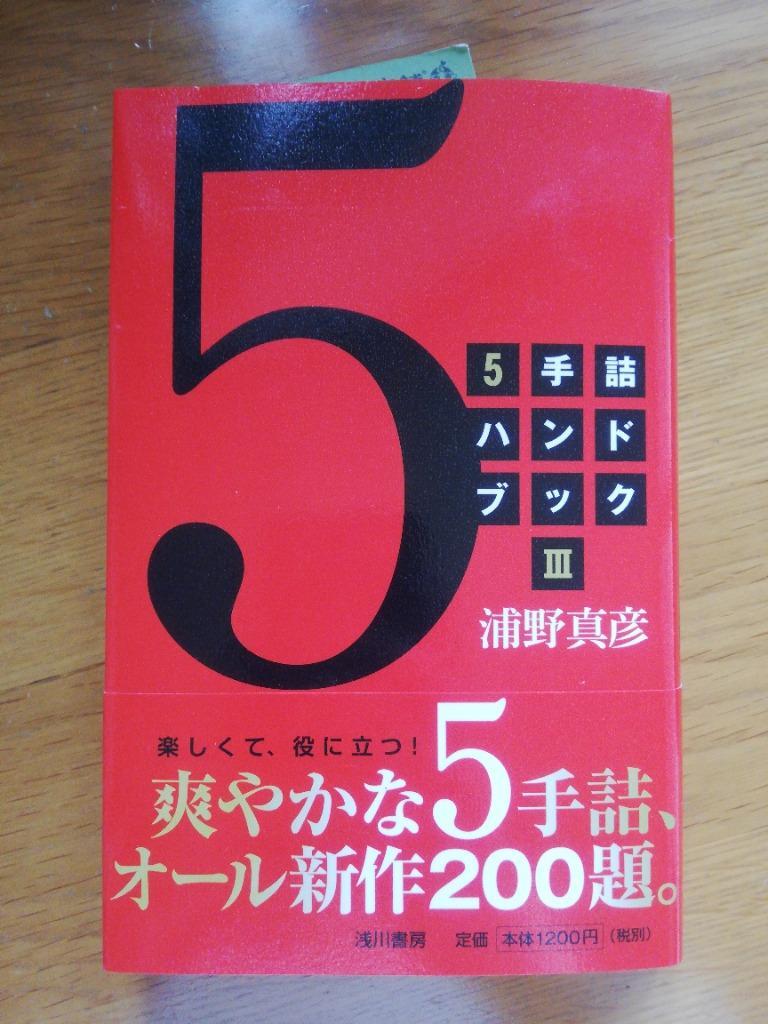 5
5手詰
ハンド
ブック
III
浦野真彦
楽しくて、役に立つ!
爽やかな5手詰、
オール新作200題。
浅川書房 定価 本体1200円(税別)